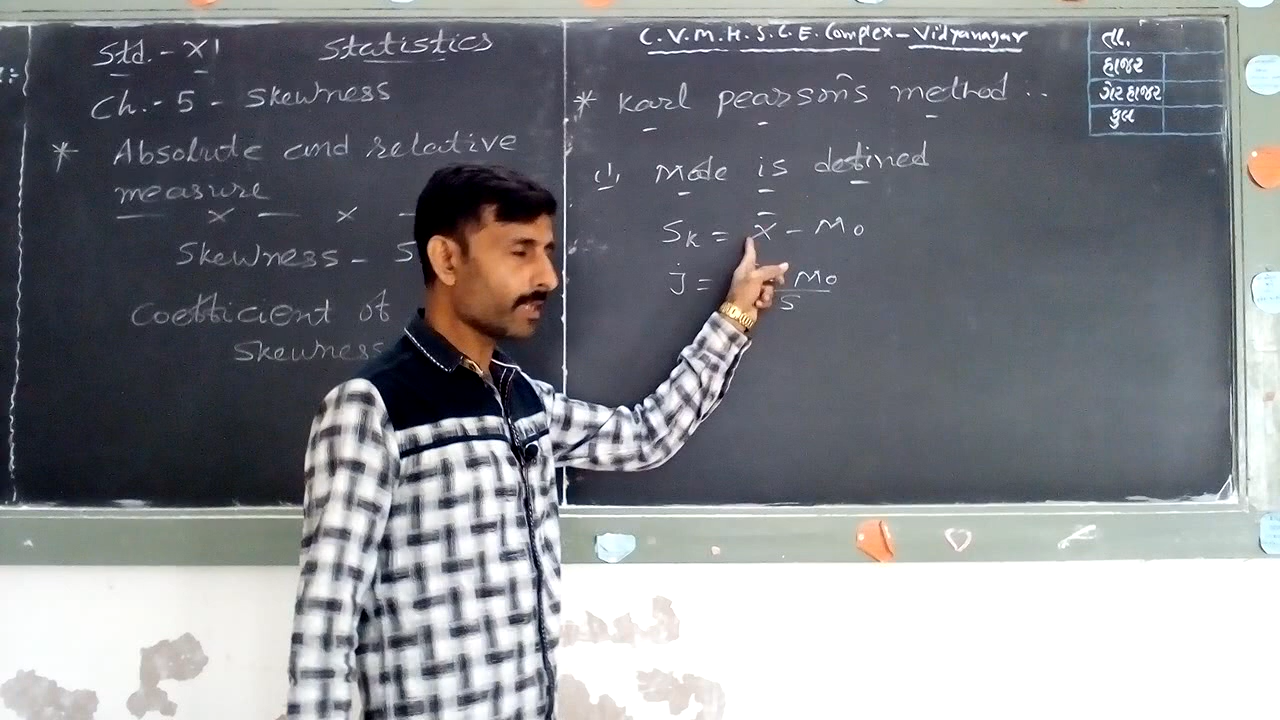 Std. - XI Statistics
Ch. - 5 - Skewness
* Absolute and relative
measure
x — x —
Skewness - S
Coefficient of
Skewness
C.V.M.H.S.C.E. Complex - Vidyanagar
* Karl pearson's method ..
(1) Mode is defined
Sk = x̄ - Mo
j = Mo
S
તા.
હાજર
ગેરહાજર
કુલ